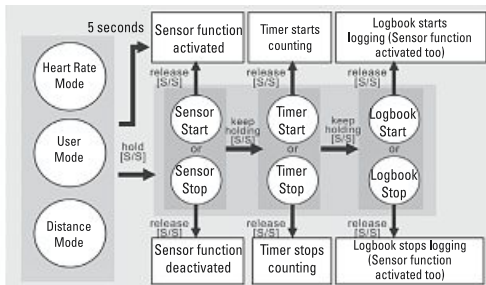 5 seconds
Sensor function
activated
Timer starts
counting
Logbook starts
logging (Sensor function
activated too)
Heart Rate
Mode
User
Mode
Distance
Mode
hold
[S/S]
release
[S/S]
release
[S/S]
release
[S/S]
Sensor
Start
or
Sensor
Stop
keep
holding
[S/S]
Timer
Start
or
Timer
Stop
keep
holding
[S/S]
Logbook
Start
or
Logbook
Stop
release
[S/S]
release
[S/S]
release
[S/S]
Sensor function
deactivated
Timer stops
counting
Logbook stops logging
(Sensor function
activated too)